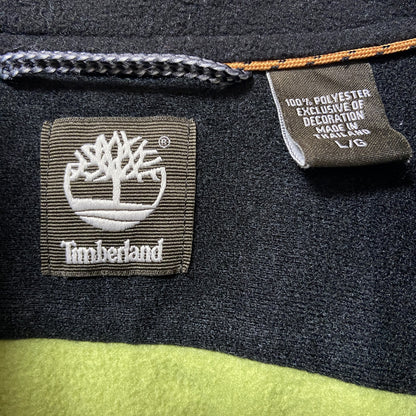 100% POLYESTER
EXCLUSIVE OF
DECORATION
MADE IN
THAILAND
L/G
®
Timberland